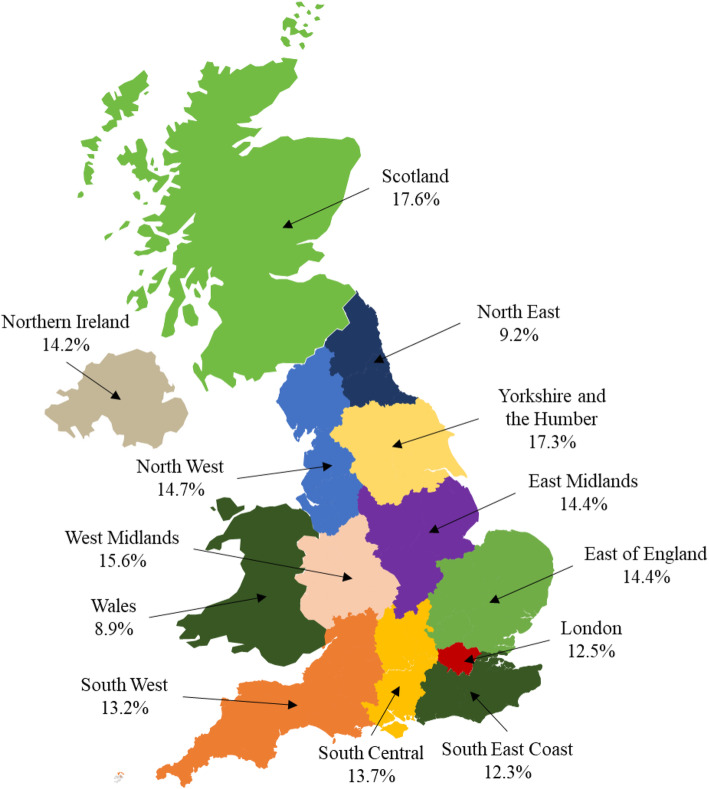 Scotland
17.6%
North East
9.2%
Northern Ireland
14.2%
Yorkshire and
the Humber
17.3%
North West
14.7%
East Midlands
14.4%
West Midlands
15.6%
East of England
14.4%
Wales
8.9%
London
12.5%
South West
13.2%
South Central
13.7%
South East Coast
12.3%